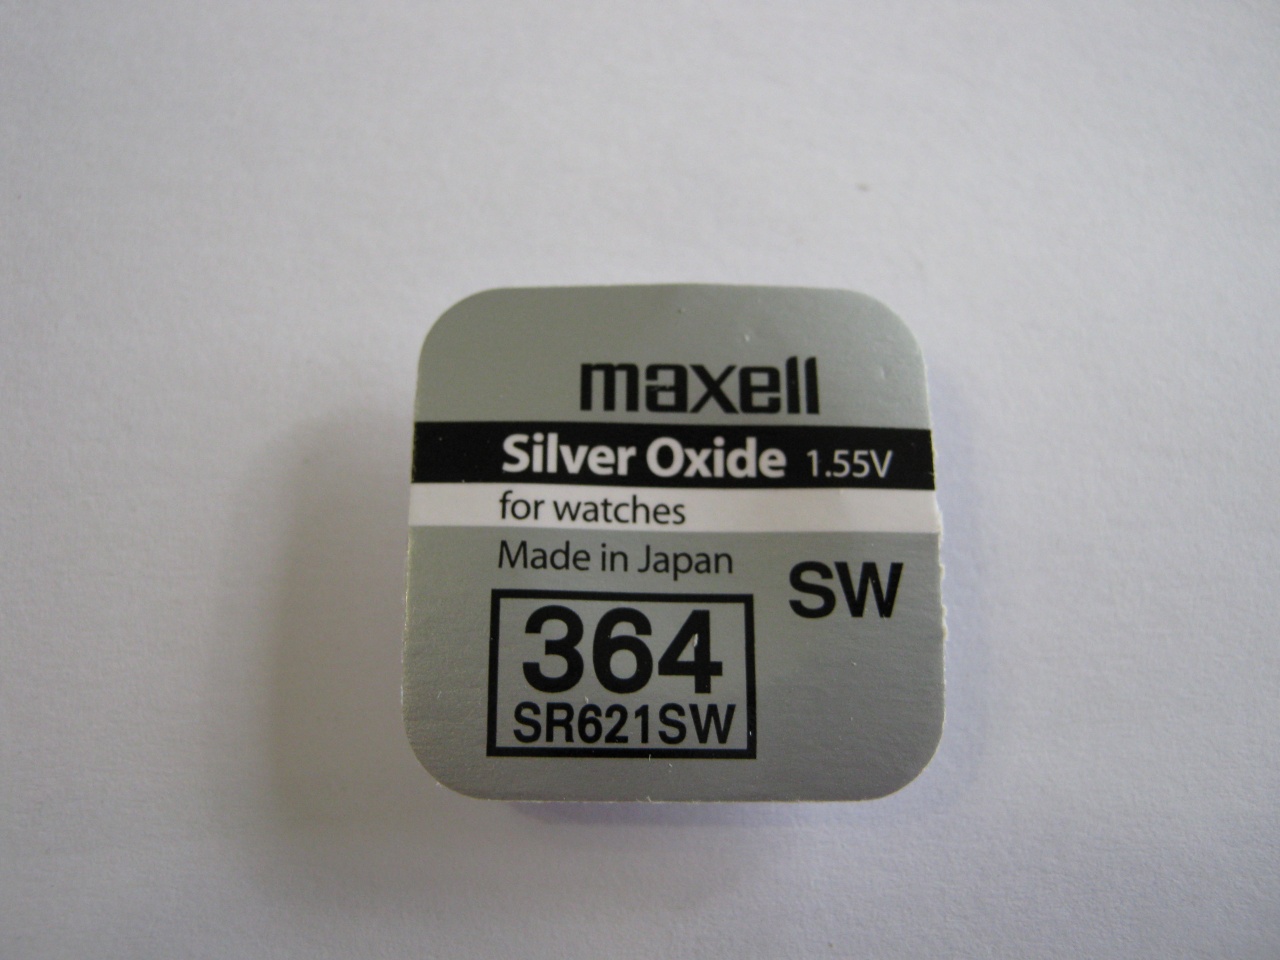 maxell
Silver Oxide 1.55V
for watches
Made in Japan
SW
364
SR621SW